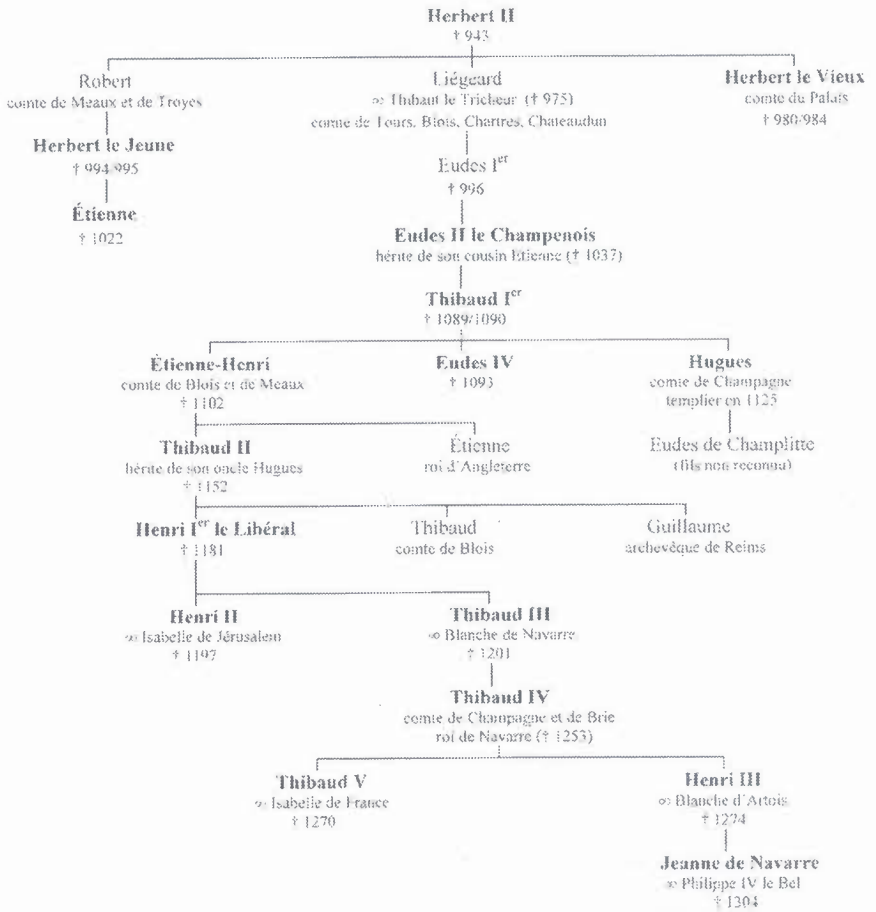 Herbert II
† 943
Robert
comte de Meaux et de Troyes
Liégeard
∞ Thibaut le Tricheur († 975)
comte de Tours, Blois, Chartres, Chateaudun
Herbert le Vieux
comte du Palais
† 980/984
Herbert le Jeune
† 994/995
Eudes Ier
† 996
Étienne
† 1022
Eudes II le Champenois
hérite de son cousin Etienne († 1037)
Thibaud Ier
† 1089/1090
Étienne-Henri
comte de Blois et de Meaux
† 1102
Eudes IV
† 1093
Hugues
comte de Champagne
templier en 1125
Thibaud II
hérite de son oncle Hugues
† 1152
Étienne
roi d'Angleterre
Eudes de Champlitte
(fils non reconnu)
Henri Ier le Libéral
† 1181
Thibaud
comte de Blois
Guillaume
archevêque de Reims
Henri II
∞ Isabelle de Jérusalem
† 1197
Thibaud III
∞ Blanche de Navarre
† 1201
Thibaud IV
comte de Champagne et de Brie
roi de Navarre († 1253)
Thibaud V
∞ Isabelle de France
† 1270
Henri III
∞ Blanche d'Artois
† 1274
Jeanne de Navarre
∞ Philippe IV le Bel
† 1304